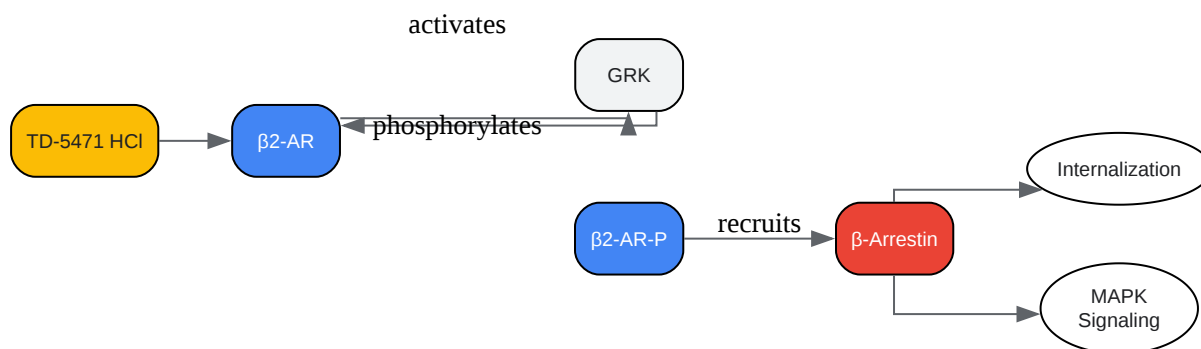 activates
GRK
TD-5471 HCl
β2-AR
phosphorylates
Internalization
β2-AR-P
recruits
β-Arrestin
MAPK
Signaling